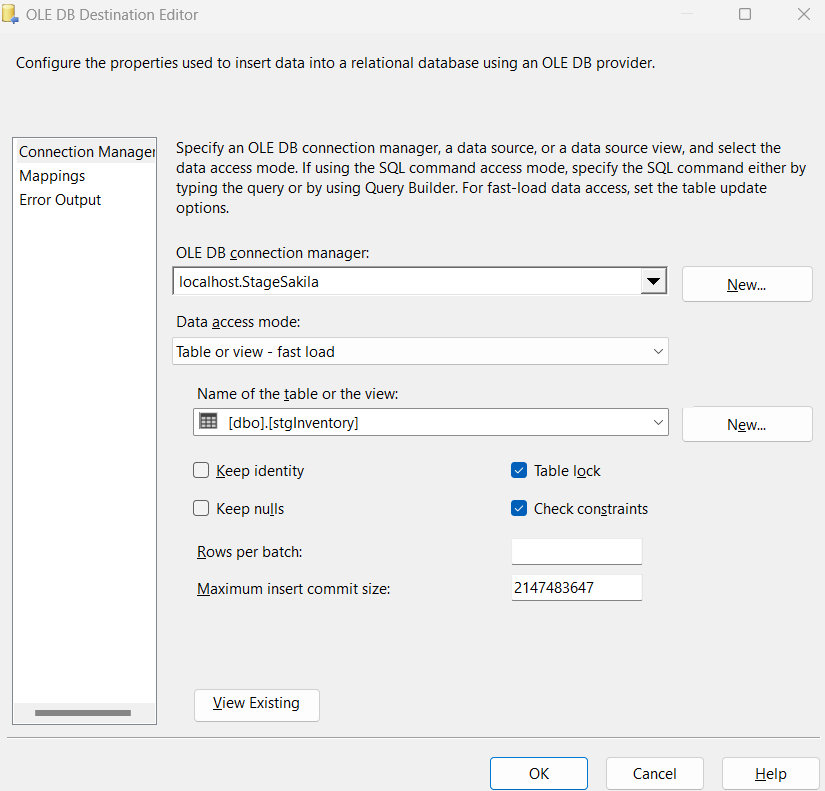 OLE DB Destination Editor
Configure the properties used to insert data into a relational database using an OLE DB provider.
Connection Manager
Mappings
Error Output
Specify an OLE DB connection manager, a data source, or a data source view, and select the
data access mode. If using the SQL command access mode, specify the SQL command either by
typing the query or by using Query Builder. For fast-load data access, set the table update
options.
OLE DB connection manager:
localhost.StageSakila
New...
Data access mode:
Table or view - fast load
Name of the table or the view:
[dbo].[stgInventory]
New...
Keep identity
Table lock
Keep nulls
Check constraints
Rows per batch:
Maximum insert commit size:
2147483647
View Existing
OK
Cancel
Help